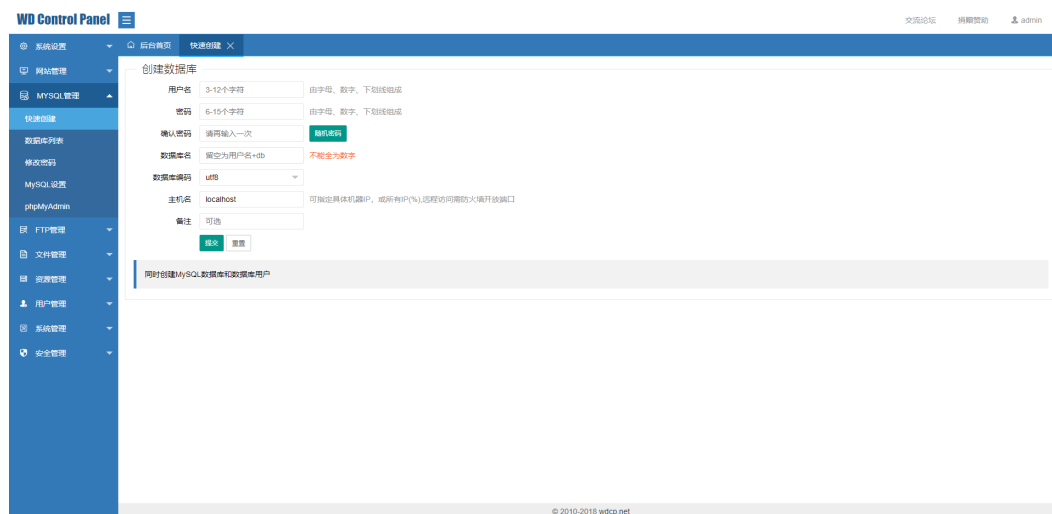 WD Control Panel
交流论坛 捐赠赞助 admin
系统设置
后台首页 快速创建
网站管理
MYSQL管理
快速创建
数据库列表
修改密码
MySQL设置
phpMyAdmin
FTP管理
文件管理
资源管理
用户管理
系统管理
安全管理
创建数据库
用户名 3-12个字符 由字母、数字、下划线组成
密码 6-15个字符 由字母、数字、下划线组成
确认密码 请再输入一次 随机密码
数据库名 留空为用户名+db 不能全为数字
数据库编码 utf8
主机名 localhost 可指定具体机器IP，或所有IP(%),远程访问需防火墙开放端口
备注 可选
提交 重置
同时创建MySQL数据库和数据库用户
© 2010-2018 wdcp.net